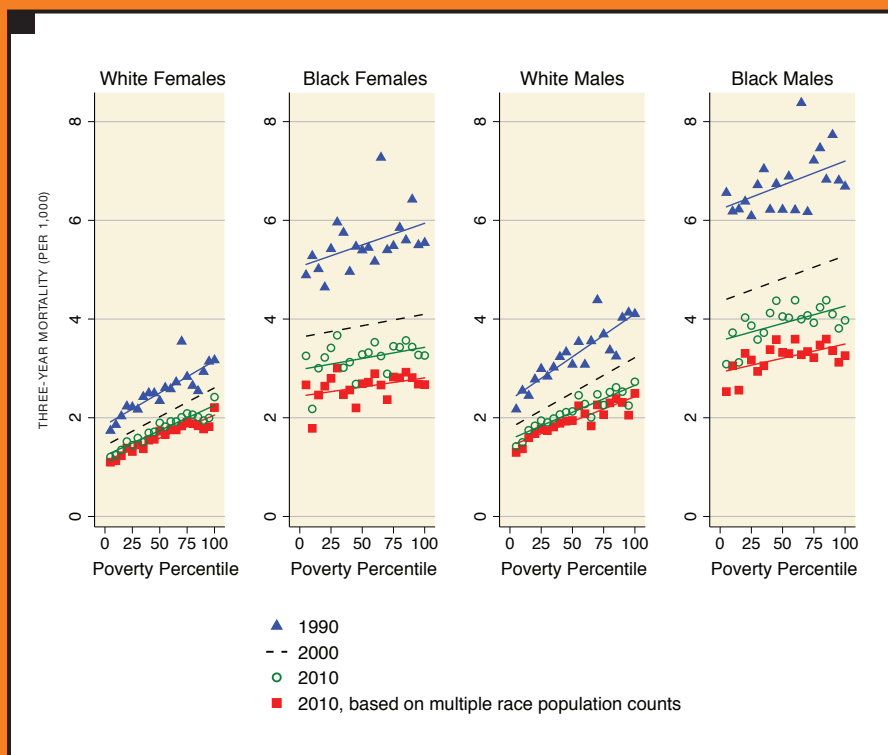 White Females
Black Females
White Males
Black Males
THREE-YEAR MORTALITY (PER 1,000)
8
6
4
2
0
8
6
4
2
0
8
6
4
2
0
8
6
4
2
0
0 25 50 75 100
0 25 50 75 100
0 25 50 75 100
0 25 50 75 100
Poverty Percentile
Poverty Percentile
Poverty Percentile
Poverty Percentile
1990
2000
2010
2010, based on multiple race population counts